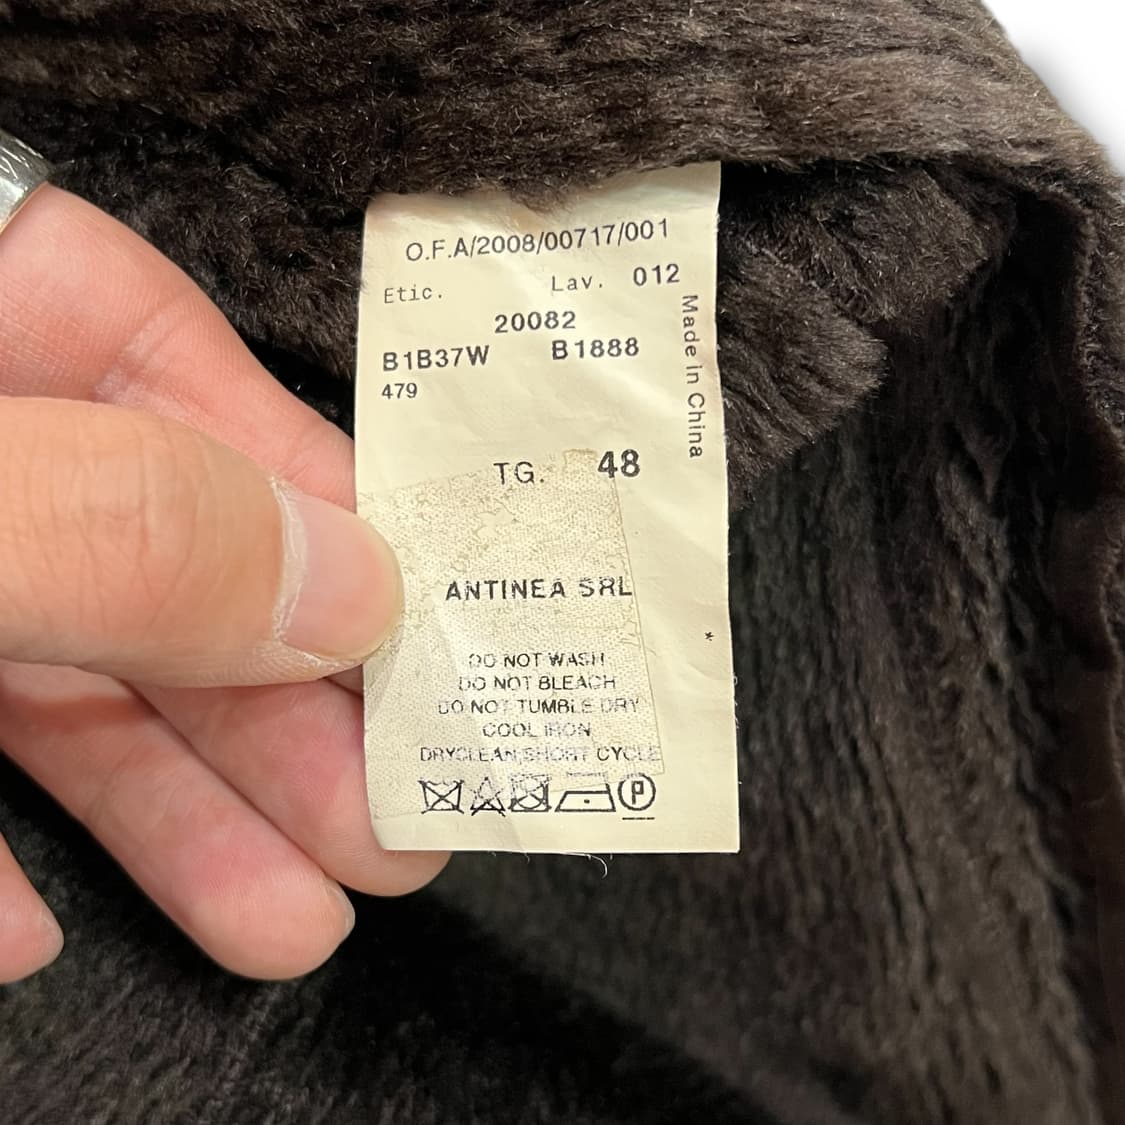 O.F.A/2008/00717/001
Etic. Lav. 012
20082
B1B37W B1888
479
Made in China
TG. 48
ANTINEA SRL
*
DO NOT WASH
DO NOT BLEACH
DO NOT TUMBLE DRY
COOL IRON
DRYCLEAN SHORT CYCLE
P